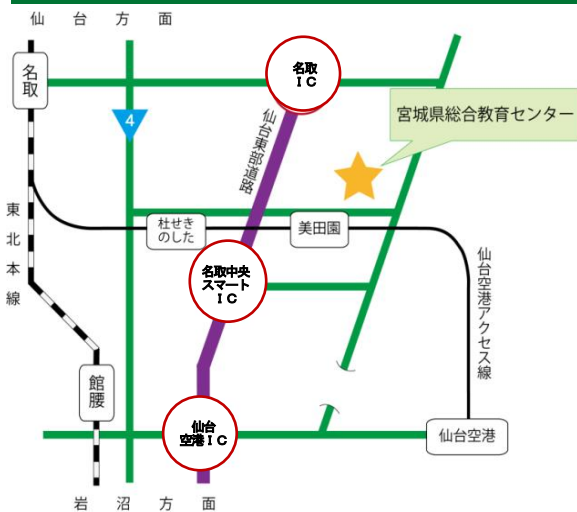 仙台方面
名取
名取
IC
4
宮城県総合教育センター
仙台東部道路
杜せき
のした
美田園
東北本線
名取中央
スマート
IC
仙台空港アクセス線
館腰
仙台
空港IC
仙台空港
岩沼方面